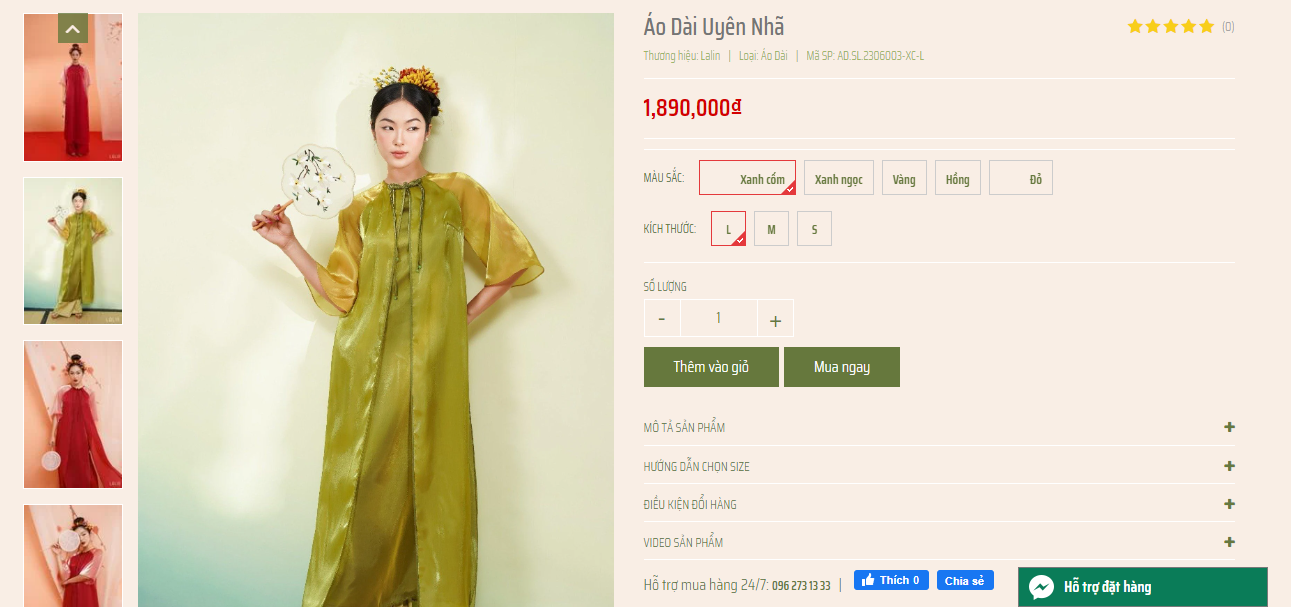 Áo Dài Uyên Nhã
(0)
Thương hiệu: Lalin | Loại: Áo Dài | Mã SP: AD.SL.2306003-XC-L
1,890,000₫
MÀU SẮC: Xanh cốm Xanh ngọc Vàng Hồng Đỏ
KÍCH THƯỚC: L M S
SỐ LƯỢNG
- 1 +
Thêm vào giỏ Mua ngay
MÔ TẢ SẢN PHẨM +
HƯỚNG DẪN CHỌN SIZE +
ĐIỀU KIỆN ĐỔI HÀNG +
VIDEO SẢN PHẨM +
Hỗ trợ mua hàng 24/7: 096 273 13 33 | Thích 0 Chia sẻ
Hỗ trợ đặt hàng